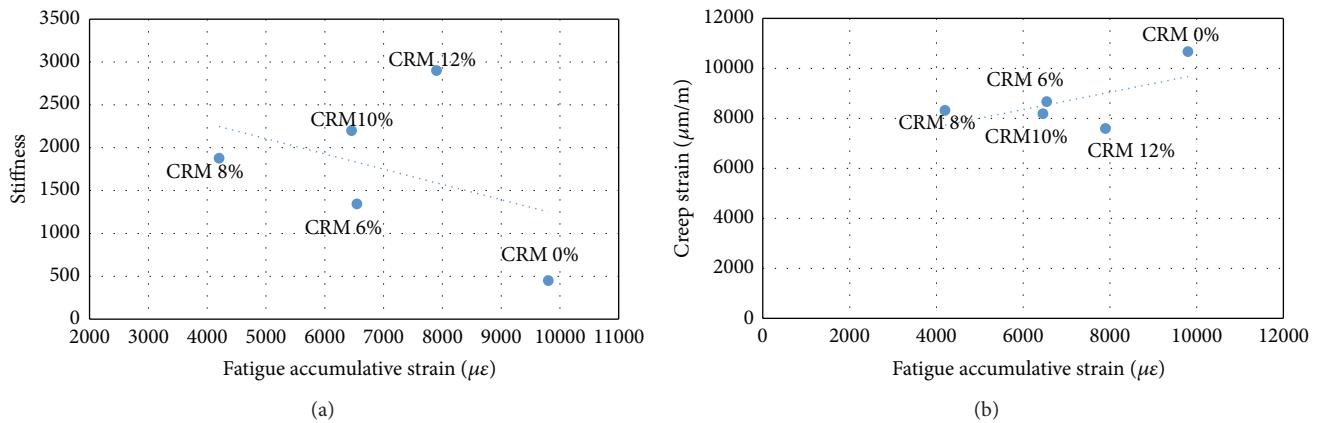 3500
3000
2500
2000
1500
1000
500
0
Stiffness
CRM 12%
CRM10%
CRM 8%
CRM 6%
CRM 0%
2000 3000 4000 5000 6000 7000 8000 9000 10000 11000
Fatigue accumulative strain (με)
(a)
12000
10000
8000
6000
4000
2000
0
Creep strain (μm/m)
CRM 0%
CRM 6%
CRM 8%
CRM10%
CRM 12%
0 2000 4000 6000 8000 10000 12000
Fatigue accumulative strain (με)
(b)